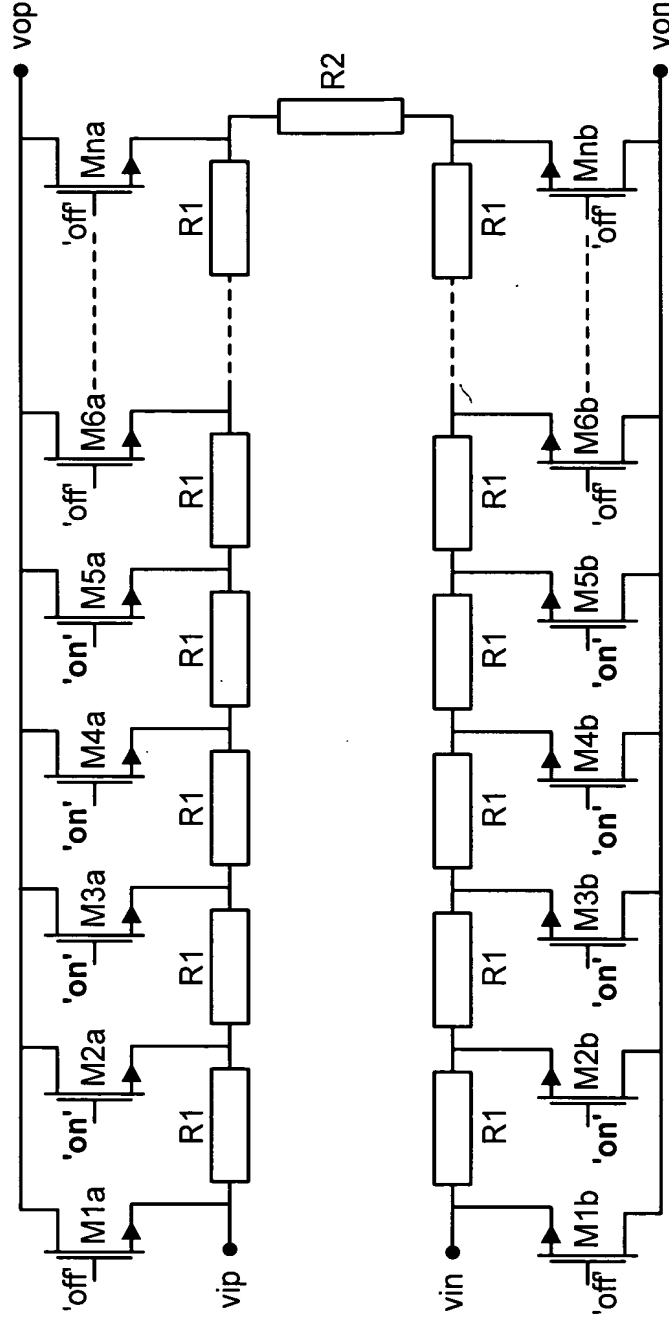 vop
'off'
M1a
'on'
M2a
'on'
M3a
'on'
M4a
'on'
M5a
'off'
M6a
'off'
Mna
vip
R1
R1
R1
R1
R1
R1
R2
vin
R1
R1
R1
R1
R1
R1
'off'
M1b
'on'
M2b
'on'
M3b
'on'
M4b
'on'
M5b
'off'
M6b
'off'
Mnb
von